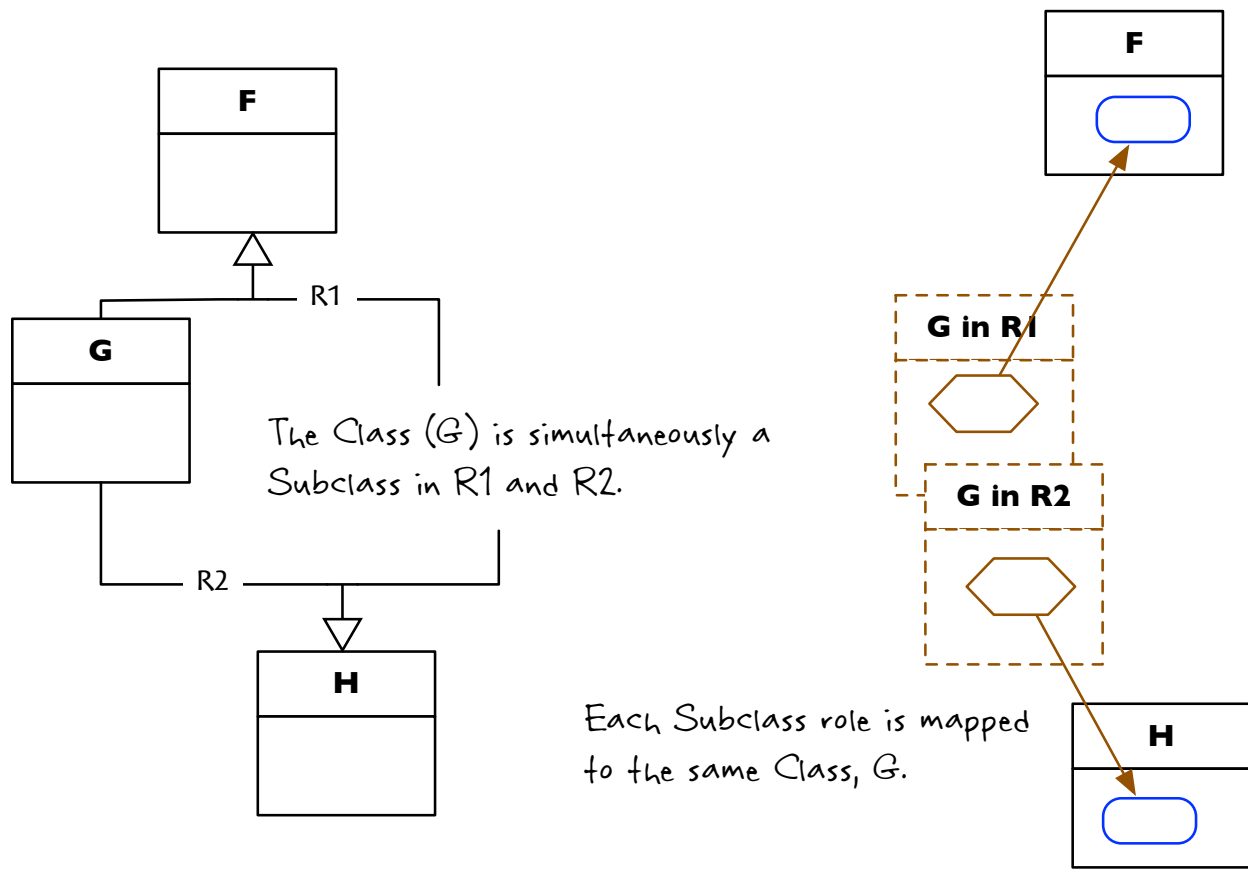 F
R1
G
The Class (G) is simultaneously a
Subclass in R1 and R2.
R2
H
F
G in R1
G in R2
Each Subclass role is mapped
to the same Class, G.
H